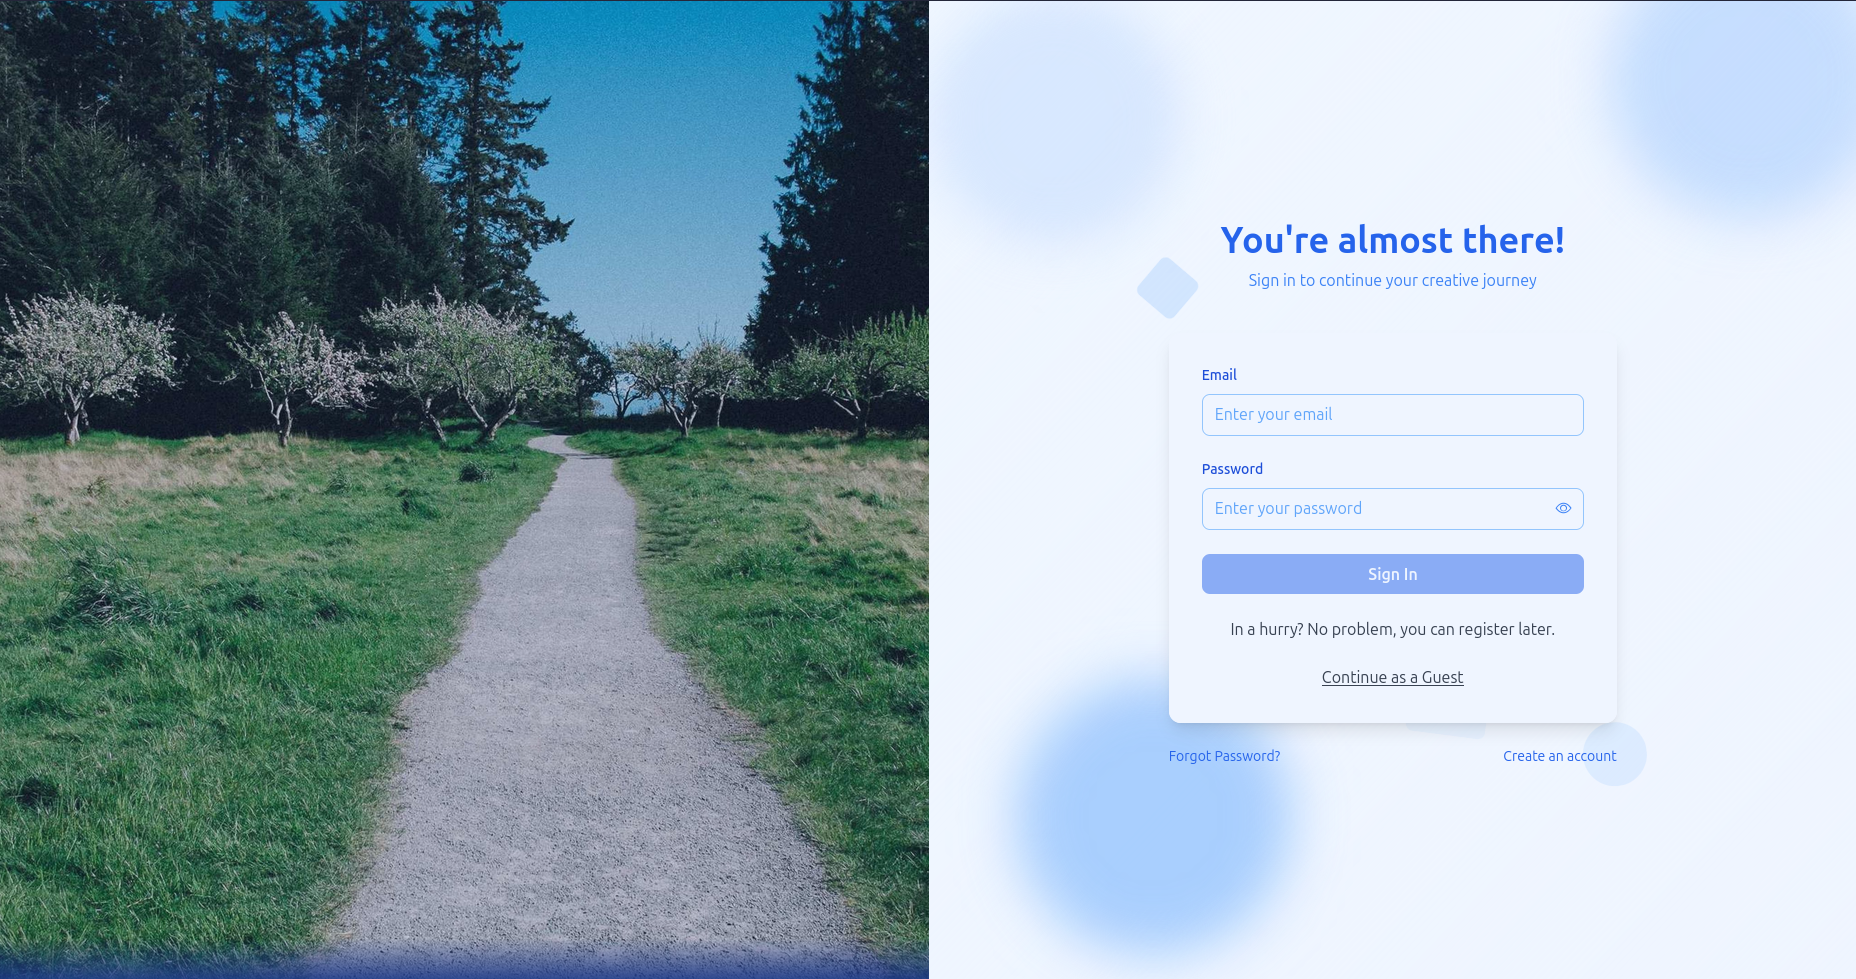 You're almost there!
Sign in to continue your creative journey
Email
Enter your email
Password
Enter your password
Sign In
In a hurry? No problem, you can register later.
Continue as a Guest
Forgot Password?
Create an account